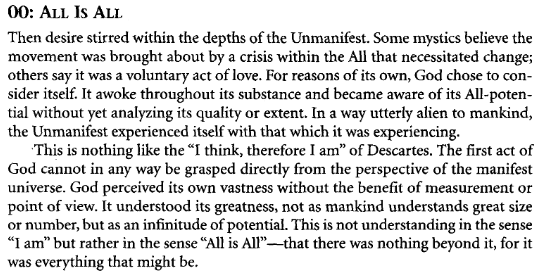 00: ALL IS ALL
Then desire stirred within the depths of the Unmanifest. Some mystics believe the
movement was brought about by a crisis within the All that necessitated change;
others say it was a voluntary act of love. For reasons of its own, God chose to con-
sider itself. It awoke throughout its substance and became aware of its All-poten-
tial without yet analyzing its quality or extent. In a way utterly alien to mankind,
the Unmanifest experienced itself with that which it was experiencing.
This is nothing like the “I think, therefore I am” of Descartes. The first act of
God cannot in any way be grasped directly from the perspective of the manifest
universe. God perceived its own vastness without the benefit of measurement or
point of view. It understood its greatness, not as mankind understands great size
or number, but as an infinitude of potential. This is not understanding in the sense
“I am” but rather in the sense “All is All”—that there was nothing beyond it, for it
was everything that might be.